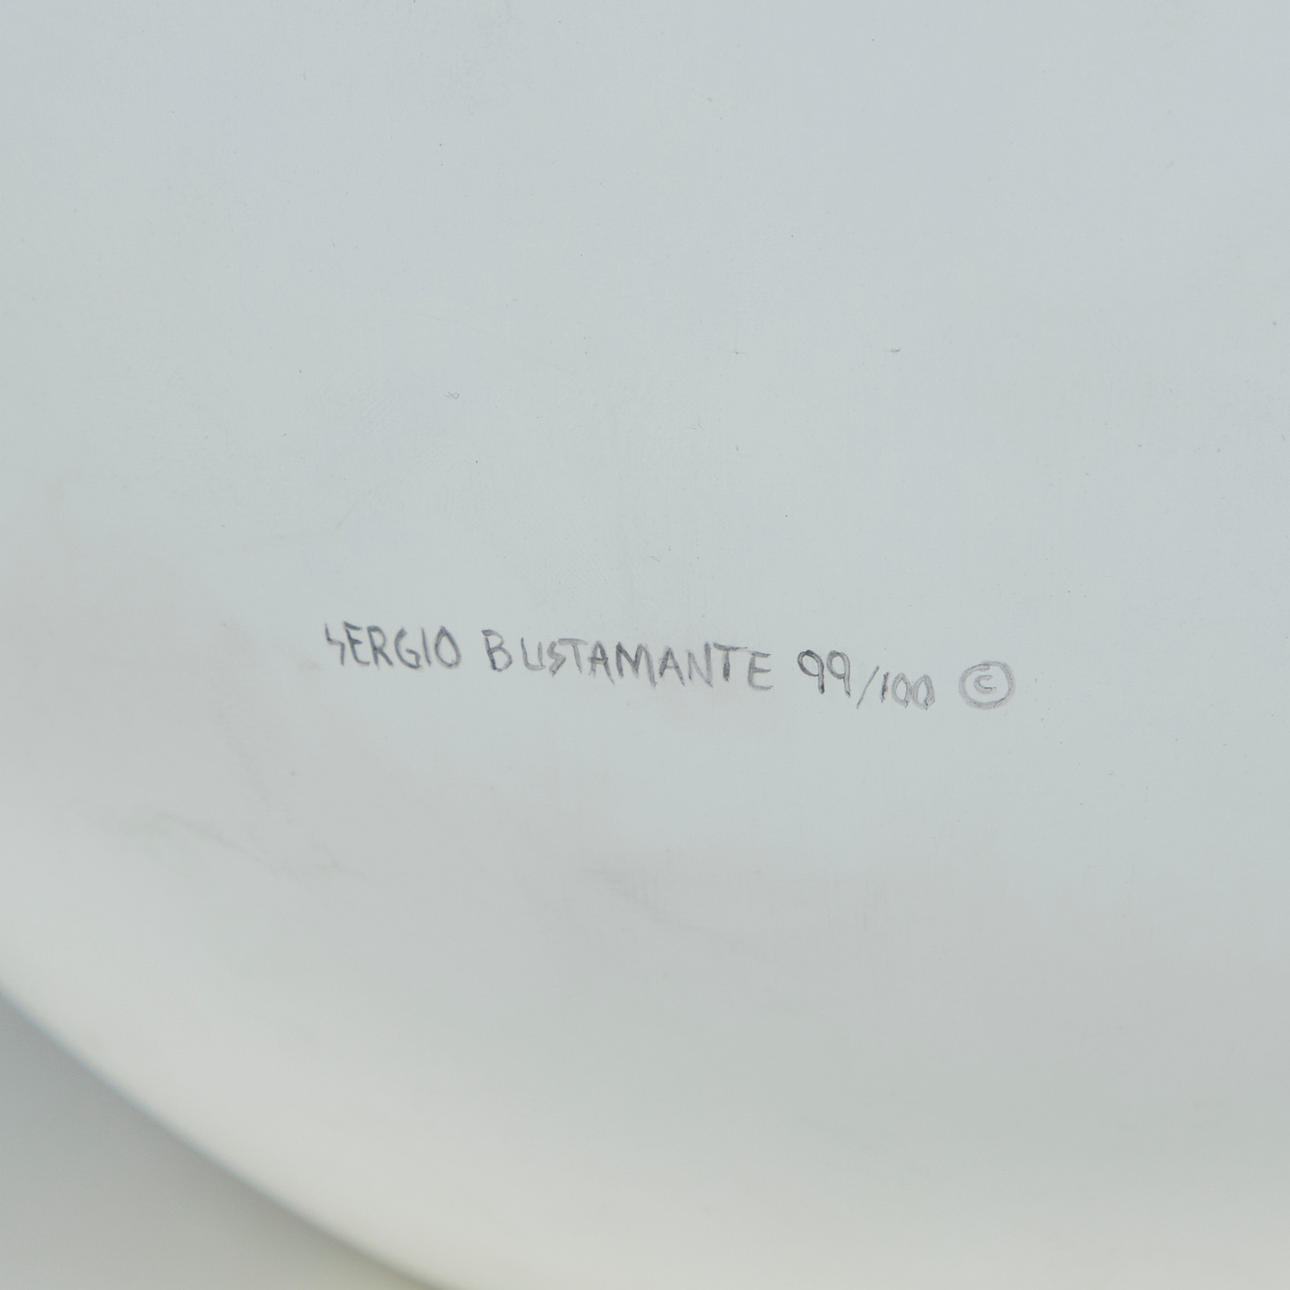 SERGIO BUSTAMANTE 99/100 ©